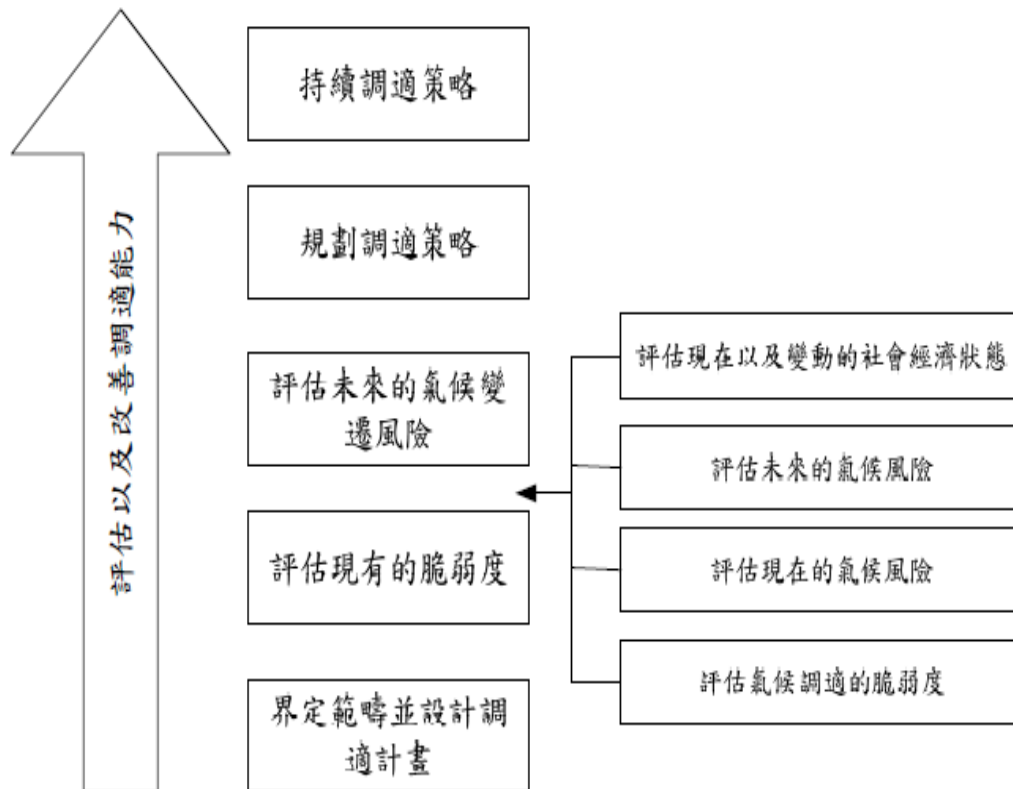 評估以及改善調適能力
持續調適策略
規劃調適策略
評估未來的氣候變
遷風險
評估現有的脆弱度
界定範疇並設計調
適計畫
評估現在以及變動的社會經濟狀態
評估未來的氣候風險
評估現在的氣候風險
評估氣候調適的脆弱度